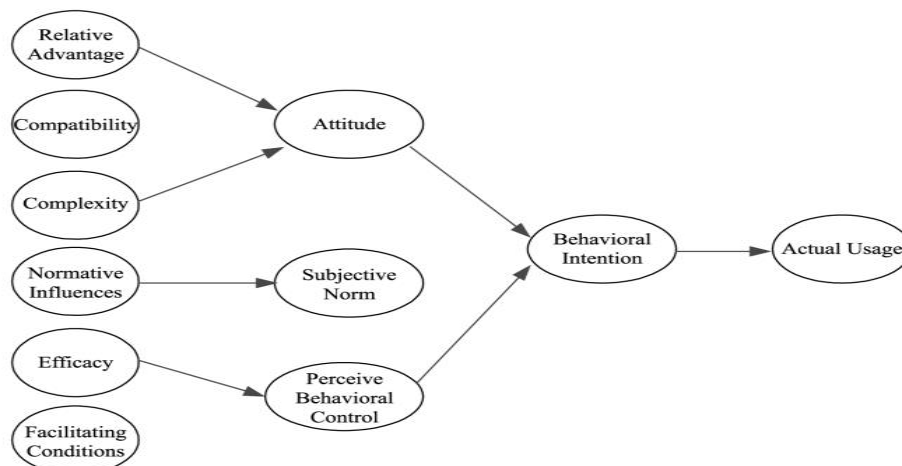 Relative
Advantage
Compatibility
Complexity
Normative
Influences
Efficacy
Facilitating
Conditions
Attitude
Subjective
Norm
Perceive
Behavioral
Control
Behavioral
Intention
Actual Usage